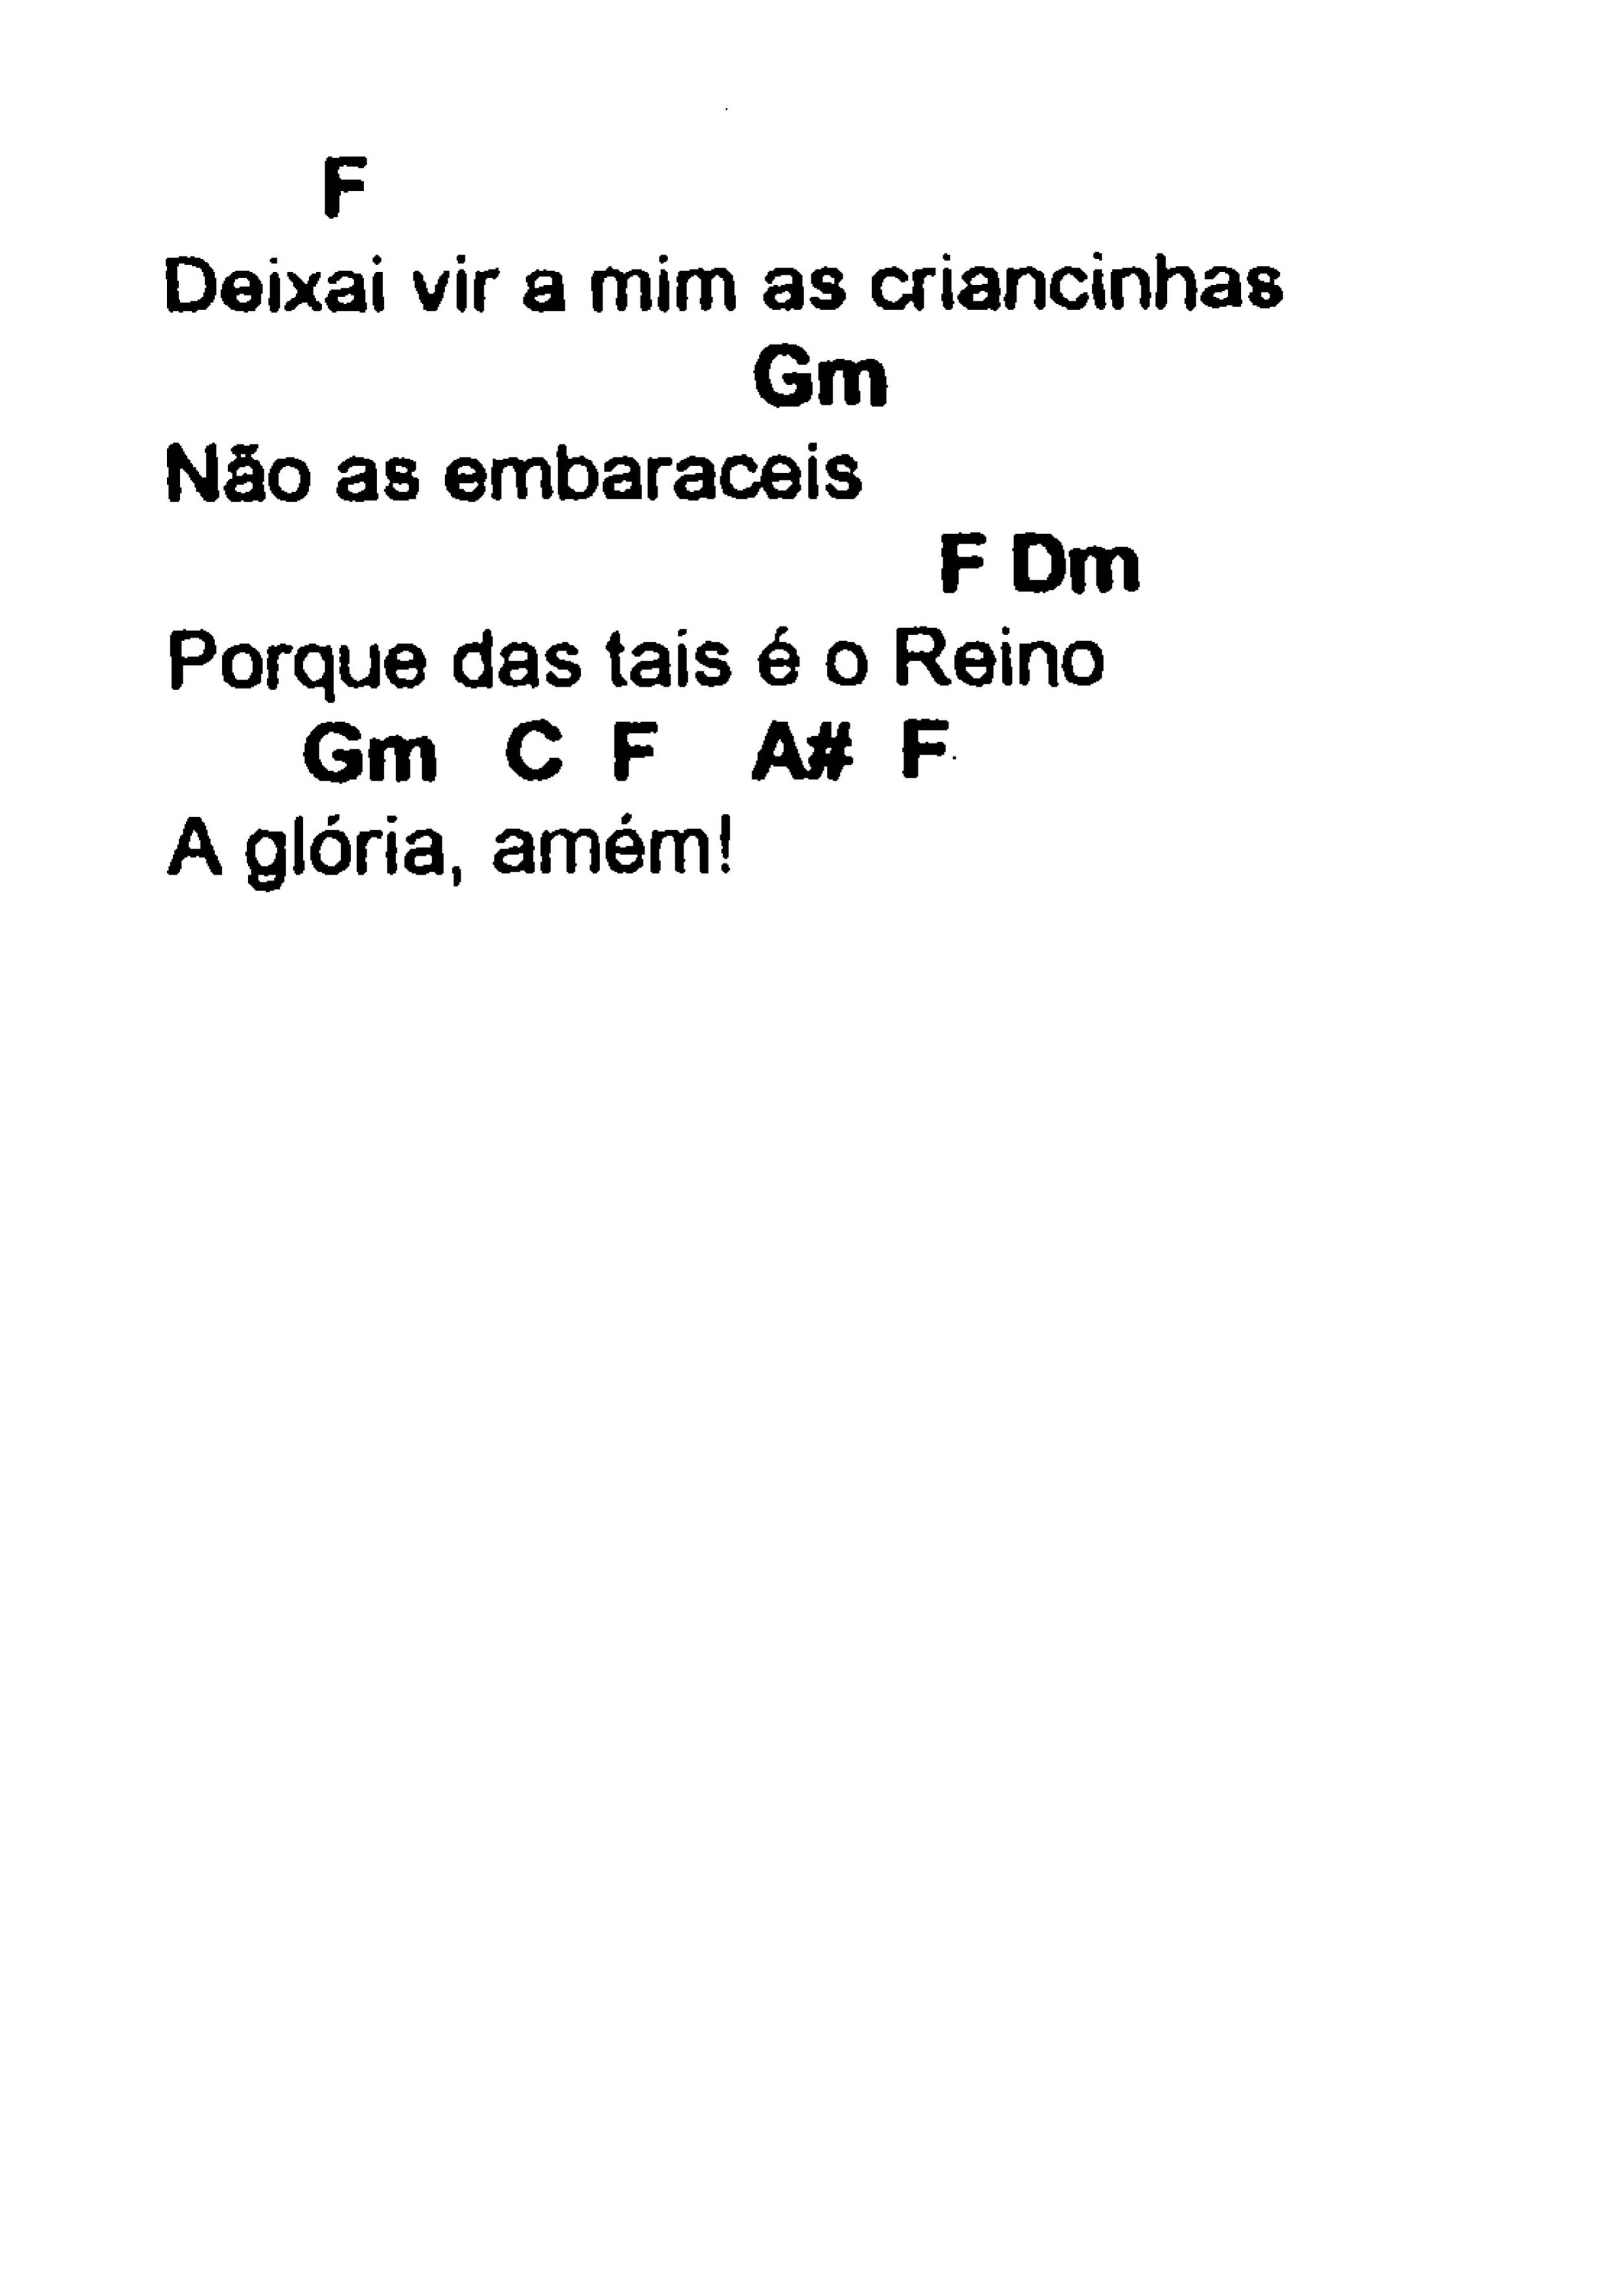 F
Deixai vir a mim as criancinhas
Gm
Não as embaraceis
F Dm
Porque das tais é o Reino
Gm C F A# F
A glória, amém!